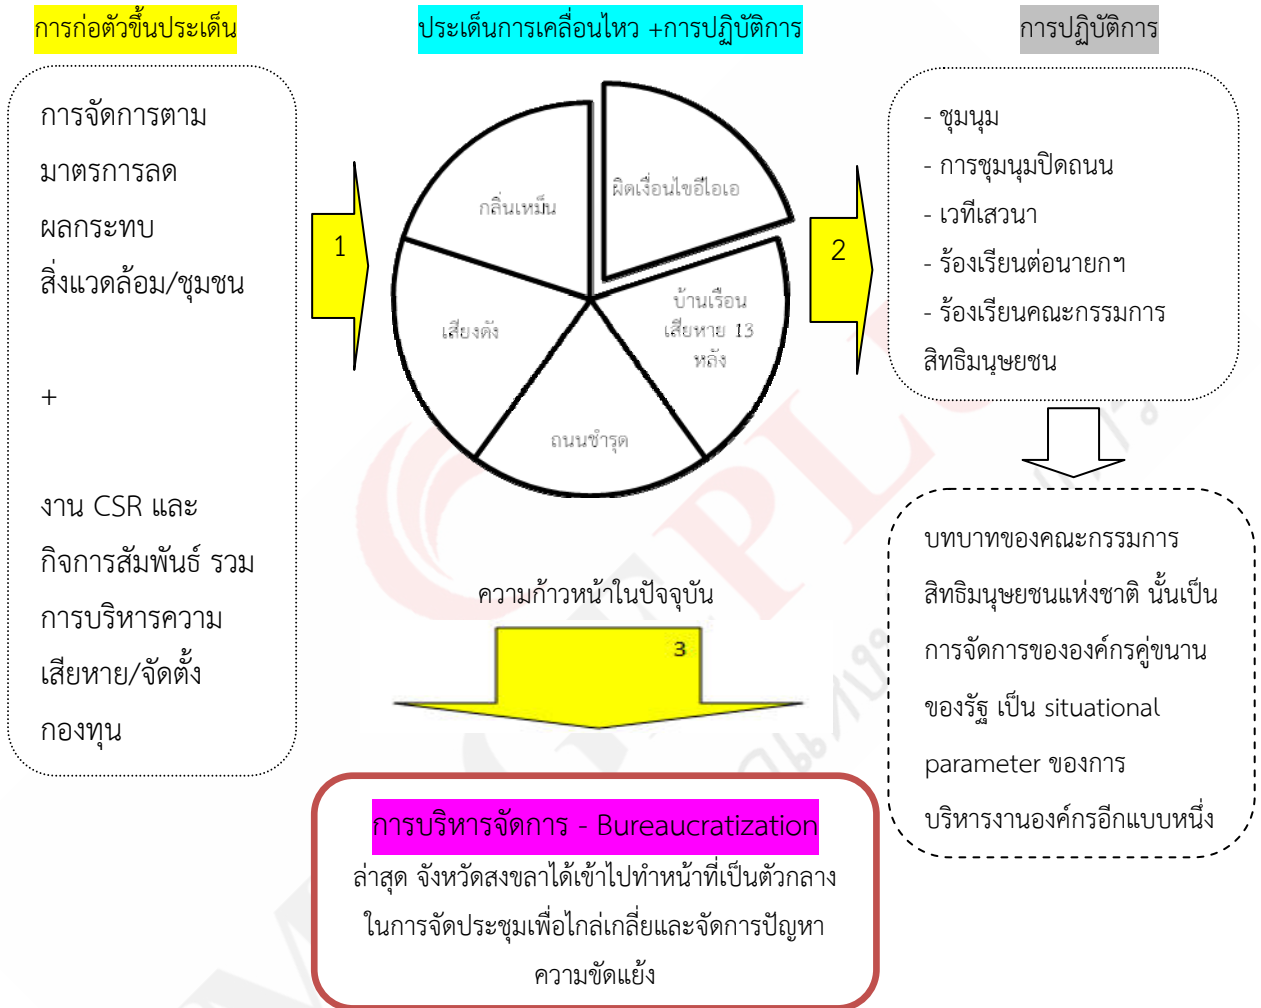 การก่อตัวขึ้นประเด็น
ประเด็นการเคลื่อนไหว +การปฏิบัติการ
การปฏิบัติการ
การจัดการตาม
มาตรการลด
ผลกระทบ
สิ่งแวดล้อม/ชุมชน
+
งาน CSR และ
กิจการสัมพันธ์ รวม
การบริหารความ
เสียหาย/จัดตั้ง
กองทุน
1
ผิดเงื่อนไขอีไอเอ
บ้านเรือน
เสียหาย 13
หลัง
ถนนชำรุด
เสียงดัง
กลิ่นเหม็น
2
- ชุมนุม
- การชุมนุมปิดถนน
- เวทีเสวนา
- ร้องเรียนต่อนายกฯ
- ร้องเรียนคณะกรรมการ
สิทธิมนุษยชน
บทบาทของคณะกรรมการ
สิทธิมนุษยชนแห่งชาติ นั้นเป็น
การจัดการขององค์กรคู่ขนาน
ของรัฐ เป็น situational
parameter ของการ
บริหารงานองค์กรอีกแบบหนึ่ง
ความก้าวหน้าในปัจจุบัน
3
การบริหารจัดการ - Bureaucratization
ล่าสุด จังหวัดสงขลาได้เข้าไปทำหน้าที่เป็นตัวกลาง
ในการจัดประชุมเพื่อไกล่เกลี่ยและจัดการปัญหา
ความขัดแย้ง